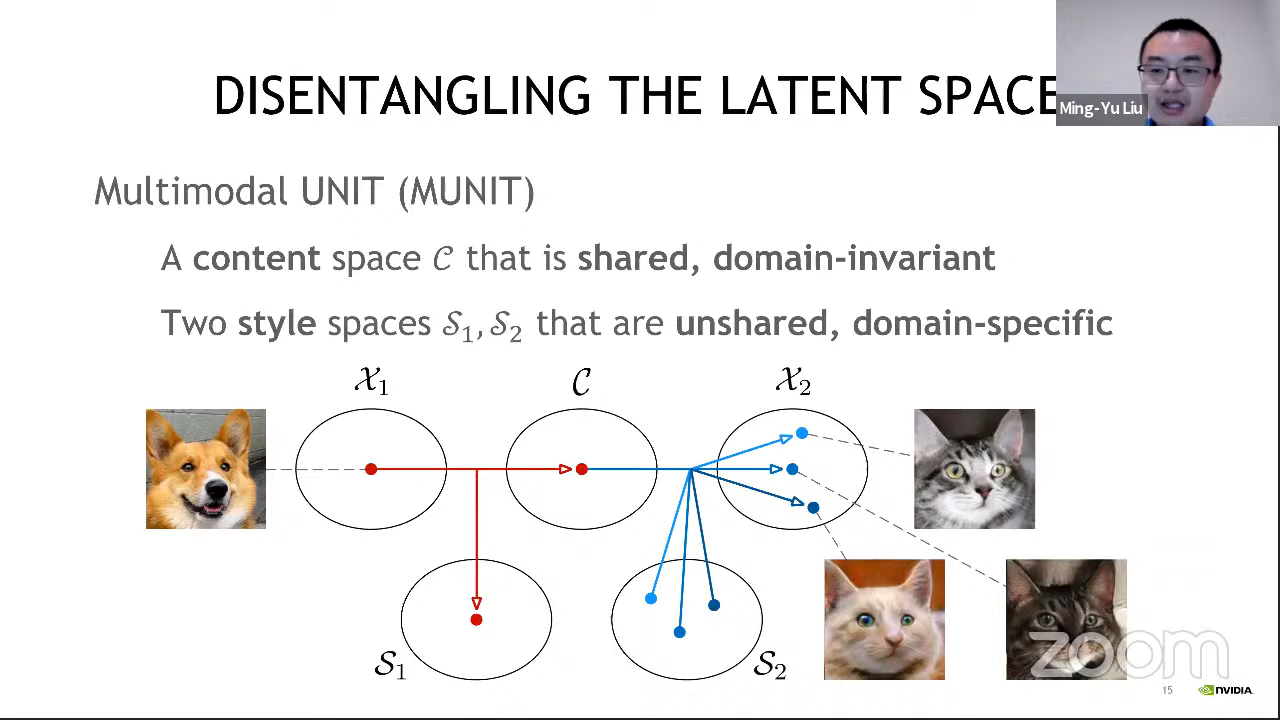 DISENTANGLING THE LATENT SPACE
Ming-Yu Liu
Multimodal UNIT (MUNIT)
A content space 𝒞 that is shared, domain-invariant
Two style spaces 𝒮₁, 𝒮₂ that are unshared, domain-specific
𝒳₁ 𝒞 𝒳₂
𝒮₁ 𝒮₂
zoom
15 NVIDIA.